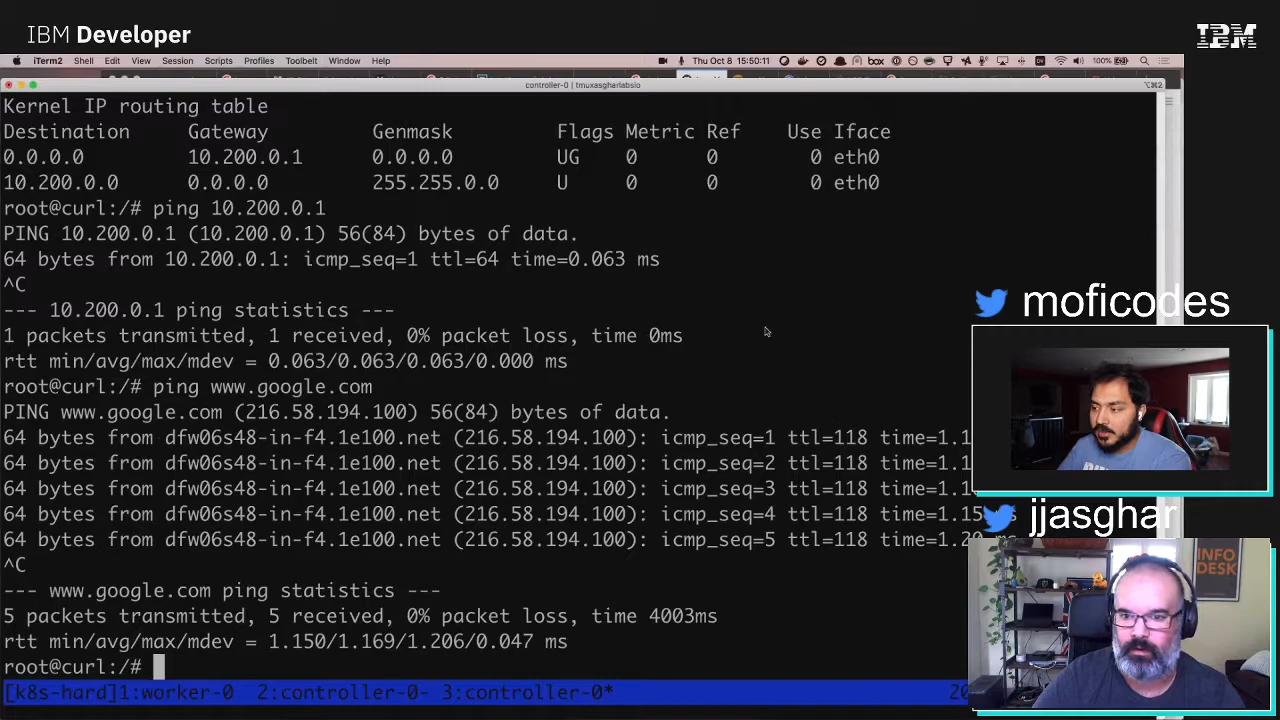 IBM Developer
IBM
iTerm2 Shell Edit View Session Scripts Profiles Toolbelt Window Help
box
100%
Thu Oct 8 15:50:11
controller-0 | tmuxasgharlabsio
⌥⌘2
Kernel IP routing table
Destination Gateway Genmask Flags Metric Ref Use Iface
0.0.0.0 10.200.0.1 0.0.0.0 UG 0 0 0 eth0
10.200.0.0 0.0.0.0 255.255.0.0 U 0 0 0 eth0
root@curl:/# ping 10.200.0.1
PING 10.200.0.1 (10.200.0.1) 56(84) bytes of data.
64 bytes from 10.200.0.1: icmp_seq=1 ttl=64 time=0.063 ms
^C
--- 10.200.0.1 ping statistics ---
1 packets transmitted, 1 received, 0% packet loss, time 0ms
rtt min/avg/max/mdev = 0.063/0.063/0.063/0.000 ms
root@curl:/# ping www.google.com
PING www.google.com (216.58.194.100) 56(84) bytes of data.
64 bytes from dfw06s48-in-f4.1e100.net (216.58.194.100): icmp_seq=1 ttl=118 time=1.1
64 bytes from dfw06s48-in-f4.1e100.net (216.58.194.100): icmp_seq=2 ttl=118 time=1.1
64 bytes from dfw06s48-in-f4.1e100.net (216.58.194.100): icmp_seq=3 ttl=118 time=1.1
64 bytes from dfw06s48-in-f4.1e100.net (216.58.194.100): icmp_seq=4 ttl=118 time=1.15
64 bytes from dfw06s48-in-f4.1e100.net (216.58.194.100): icmp_seq=5 ttl=118 time=1.20 ms
^C
--- www.google.com ping statistics ---
5 packets transmitted, 5 received, 0% packet loss, time 4003ms
rtt min/avg/max/mdev = 1.150/1.169/1.206/0.047 ms
root@curl:/#
[k8s-hard]1:worker-0 2:controller-0- 3:controller-0* 20
moficodes
jjasghar
INFO
DESK